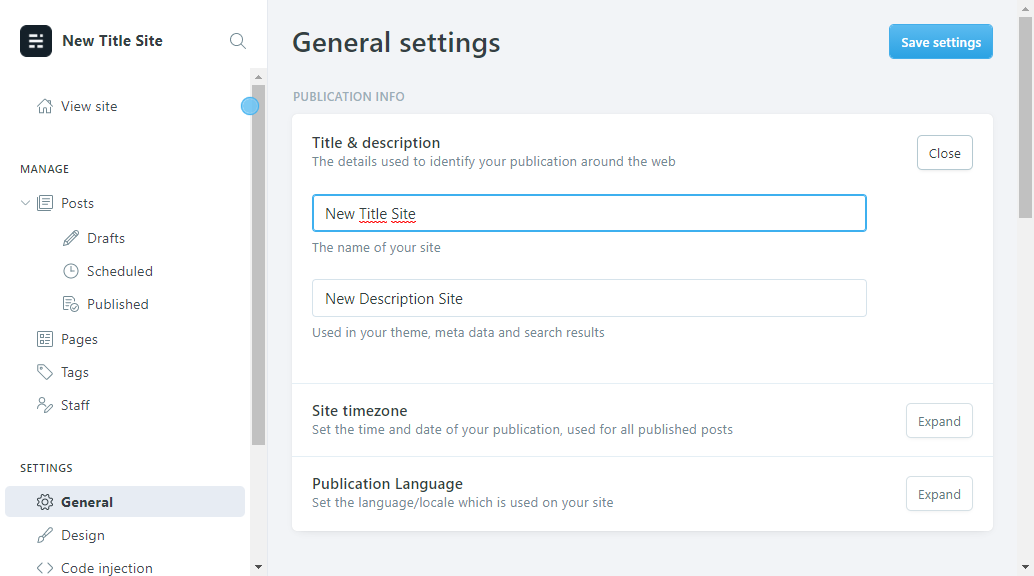 New Title Site
View site
MANAGE
Posts
Drafts
Scheduled
Published
Pages
Tags
Staff
SETTINGS
General
Design
Code injection
General settings
Save settings
PUBLICATION INFO
Title & description
The details used to identify your publication around the web
Close
New Title Site
The name of your site
New Description Site
Used in your theme, meta data and search results
Site timezone
Set the time and date of your publication, used for all published posts
Expand
Publication Language
Set the language/locale which is used on your site
Expand